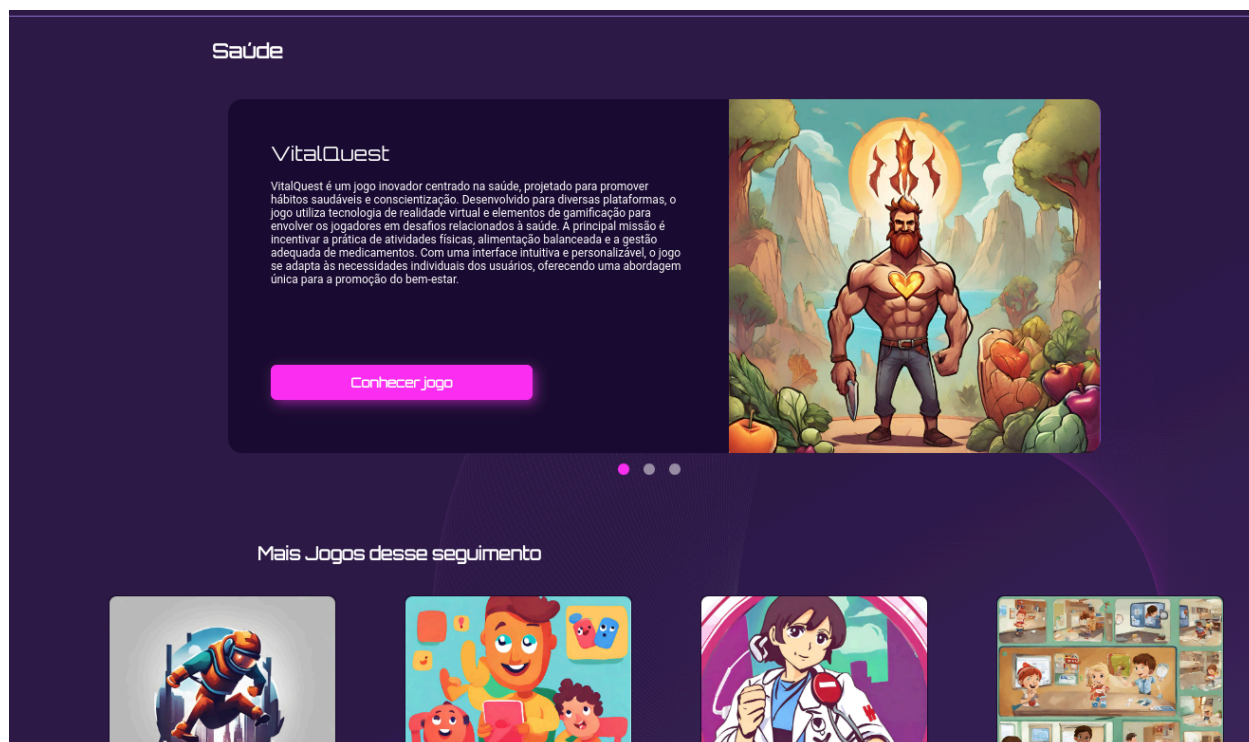 Saúde
VitalQuest
VitalQuest é um jogo inovador centrado na saúde, projetado para promover
hábitos saudáveis e conscientização. Desenvolvido para diversas plataformas, o
jogo utiliza tecnologia de realidade virtual e elementos de gamificação para
envolver os jogadores em desafios relacionados à saúde. A principal missão é
incentivar a prática de atividades físicas, alimentação balanceada e a gestão
adequada de medicamentos. Com uma interface intuitiva e personalizável, o jogo
se adapta às necessidades individuais dos usuários, oferecendo uma abordagem
única para a promoção do bem-estar.
Conhecer jogo
Mais Jogos desse seguimento